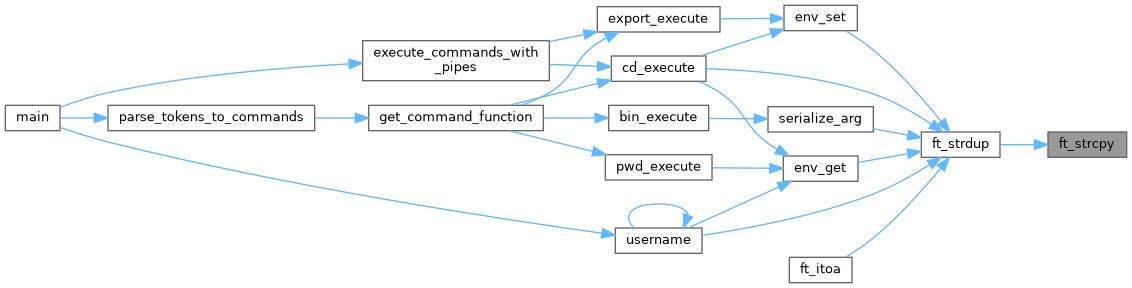 main
execute_commands_with
_pipes
parse_tokens_to_commands
get_command_function
export_execute
cd_execute
bin_execute
pwd_execute
username
env_set
serialize_arg
env_get
ft_itoa
ft_strdup
ft_strcpy